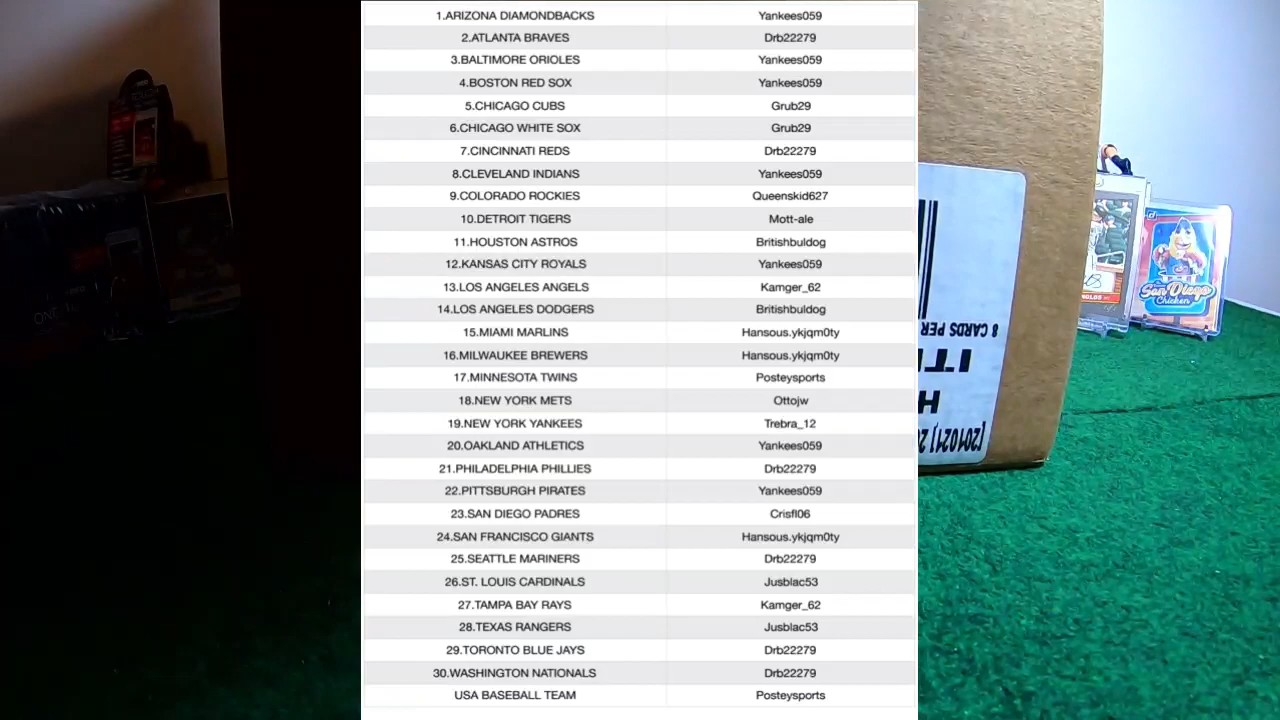 1.ARIZONA DIAMONDBACKS Yankees059
2.ATLANTA BRAVES Drb22279
3.BALTIMORE ORIOLES Yankees059
4.BOSTON RED SOX Yankees059
5.CHICAGO CUBS Grub29
6.CHICAGO WHITE SOX Grub29
7.CINCINNATI REDS Drb22279
8.CLEVELAND INDIANS Yankees059
9.COLORADO ROCKIES Queenskid627
10.DETROIT TIGERS Mott-ale
11.HOUSTON ASTROS Britishbuldog
12.KANSAS CITY ROYALS Yankees059
13.LOS ANGELES ANGELS Kamger_62
14.LOS ANGELES DODGERS Britishbuldog
15.MIAMI MARLINS Hansous.ykjqm0ty
16.MILWAUKEE BREWERS Hansous.ykjqm0ty
17.MINNESOTA TWINS Posteysports
18.NEW YORK METS Ottojw
19.NEW YORK YANKEES Trebra_12
20.OAKLAND ATHLETICS Yankees059
21.PHILADELPHIA PHILLIES Drb22279
22.PITTSBURGH PIRATES Yankees059
23.SAN DIEGO PADRES Crisfl06
24.SAN FRANCISCO GIANTS Hansous.ykjqm0ty
25.SEATTLE MARINERS Drb22279
26.ST. LOUIS CARDINALS Jusblac53
27.TAMPA BAY RAYS Kamger_62
28.TEXAS RANGERS Jusblac53
29.TORONTO BLUE JAYS Drb22279
30.WASHINGTON NATIONALS Drb22279
USA BASEBALL TEAM Posteysports
8 CARDS PER
San Diego
Chicken